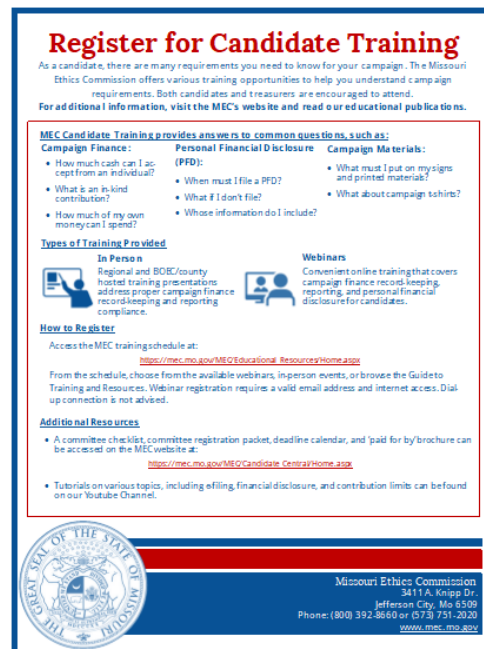 Register for Candidate Training
As a candidate, there are many requirements you need to know for your campaign. The Missouri
Ethics Commission offers various training opportunities to help you understand campaign
requirements. Both candidates and treasurers are encouraged to attend.
For additional information, visit the MEC's website and read our educational publications.
MEC Candidate Training provides answers to common questions, such as:
Campaign Finance:
• How much cash can I ac-
cept from an individual?
• What is an in-kind
contribution?
• How much of my own
money can I spend?
Personal Financial Disclosure
(PFD):
• When must I file a PFD?
• What if I don't file?
• Whose information do I include?
Campaign Materials:
• What must I put on my signs
and printed materials?
• What about campaign t-shirts?
Types of Training Provided
In Person
Regional and BOEC/county
hosted training presentations
address proper campaign finance
record-keeping and reporting
compliance.
Webinars
Convenient online training that covers
campaign finance record-keeping,
reporting, and personal financial
disclosure for candidates.
How to Register
Access the MEC training schedule at:
https://mec.mo.gov/MEC/Educational_Resources/Home.aspx
From the schedule, choose from the available webinars, in-person events, or browse the Guide to
Training and Resources. Webinar registration requires a valid email address and internet access. Dial-
up connection is not advised.
Additional Resources
• A committee checklist, committee registration packet, deadline calendar, and 'paid for by' brochure can
be accessed on the MEC website at:
https://mec.mo.gov/MEC/Candidate_Central/Home.aspx
• Tutorials on various topics, including e-filing, financial disclosure, and contribution limits can be found
on our Youtube Channel.
THE GREAT SEAL OF THE STATE OF MISSOURI
Missouri Ethics Commission
3411 A. Knipp Dr.
Jefferson City, Mo 6509
Phone: (800) 392-8660 or (573) 751-2020
www.mec.mo.gov